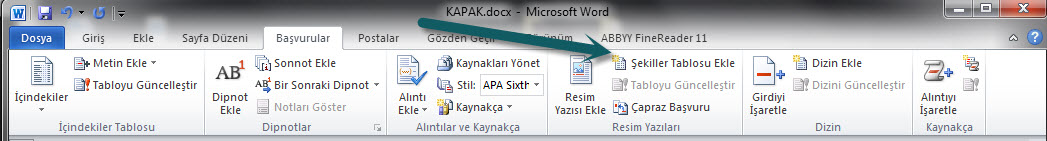 KAPAK.docx - Microsoft Word
Dosya Giriş Ekle Sayfa Düzeni Başvurular Postalar Gözden Geçir ABBYY FineReader 11
İçindekiler
Metin Ekle
Tabloyu Güncelleştir
İçindekiler Tablosu
AB¹
Dipnot Ekle
Sonnot Ekle
Bir Sonraki Dipnot
Notları Göster
Dipnotlar
Alıntı Ekle
Kaynakları Yönet
Stil: APA Sixth
Kaynakça
Alıntılar ve Kaynakça
Resim Yazısı Ekle
Şekiller Tablosu Ekle
Tabloyu Güncelleştir
Çapraz Başvuru
Resim Yazıları
Girdiyi İşaretle
Dizin Ekle
Dizini Güncelleştir
Dizin
Alıntıyı İşaretle
Kaynakça